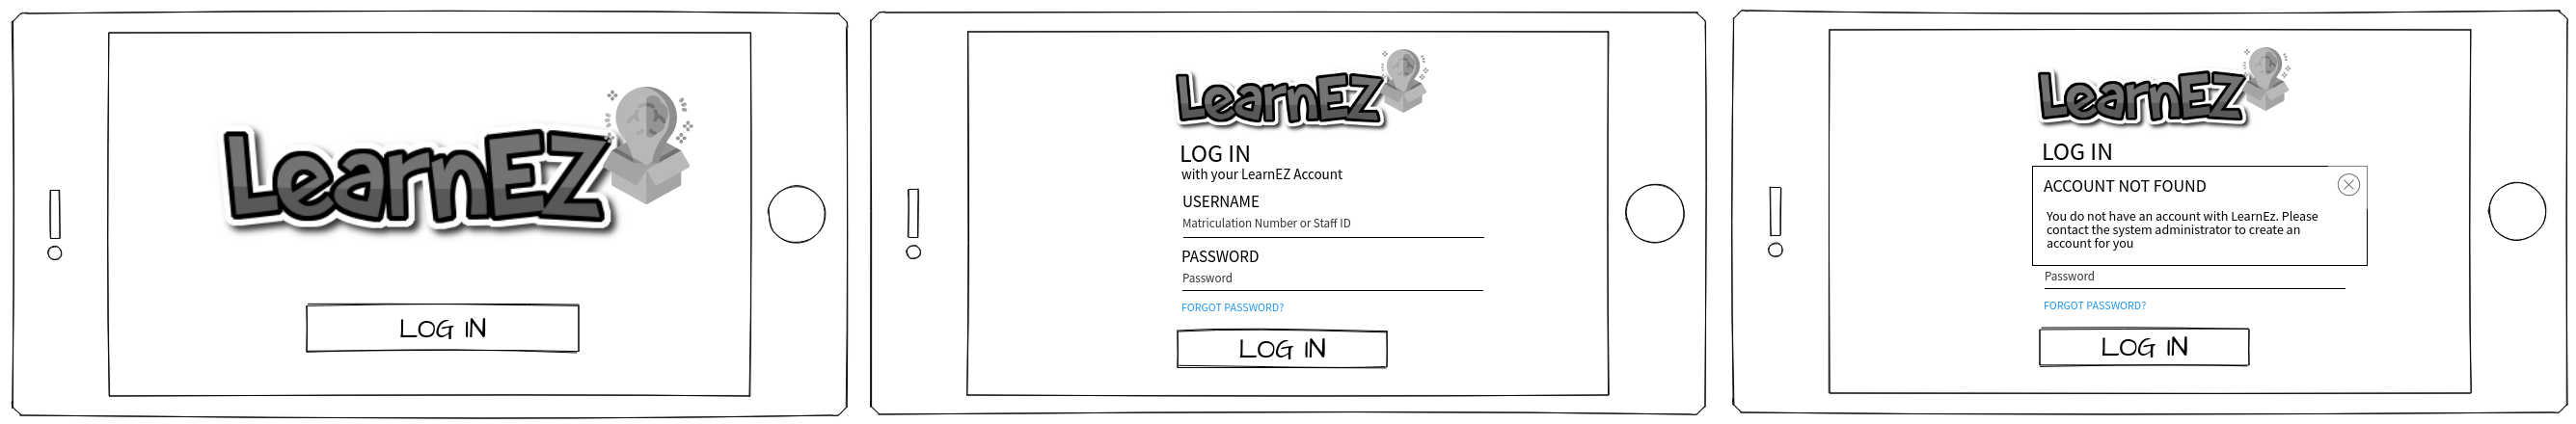 LearnEZ
LOG IN
LearnEZ
LOG IN
with your LearnEZ Account
USERNAME
Matriculation Number or Staff ID
PASSWORD
Password
FORGOT PASSWORD?
LOG IN
LearnEZ
LOG IN
ACCOUNT NOT FOUND
You do not have an account with LearnEz. Please
contact the system administrator to create an
account for you
Password
FORGOT PASSWORD?
LOG IN